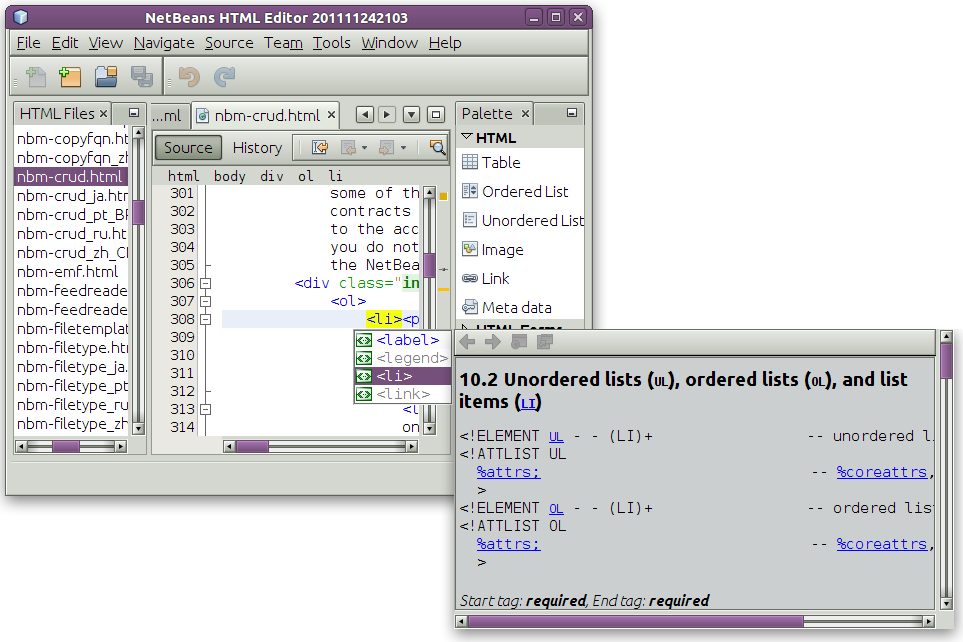 NetBeans HTML Editor 201111242103
File Edit View Navigate Source Team Tools Window Help
HTML Files
...ml
nbm-crud.html
Palette
nbm-copyfqn.ht
nbm-copyfqn_zh
nbm-crud.html
nbm-crud_ja.htm
nbm-crud_pt_BR
nbm-crud_ru.ht
nbm-crud_zh_C
nbm-emf.html
nbm-feedreade
nbm-feedreade
nbm-filetemplat
nbm-filetype.ht
nbm-filetype_ja.
nbm-filetype_pt
nbm-filetype_ru
nbm-filetype_zh
Source History
html body div ol li
301 some of th
302 contracts
303 to the acc
304 you do not
305 the NetBea
306 <div class="in
307 <ol>
308 <li><p
309
310
311
312
313 <l
314 on
<label>
<legend>
<li>
<link>
HTML
Table
Ordered List
Unordered List
Image
Link
Meta data
HTML Forms
10.2 Unordered lists (UL), ordered lists (OL), and list
items (LI)
<!ELEMENT UL - - (LI)+ -- unordered l
<!ATTLIST UL
%attrs; -- %coreattrs,
>
<!ELEMENT OL - - (LI)+ -- ordered lis
<!ATTLIST OL
%attrs; -- %coreattrs,
>
Start tag: required, End tag: required